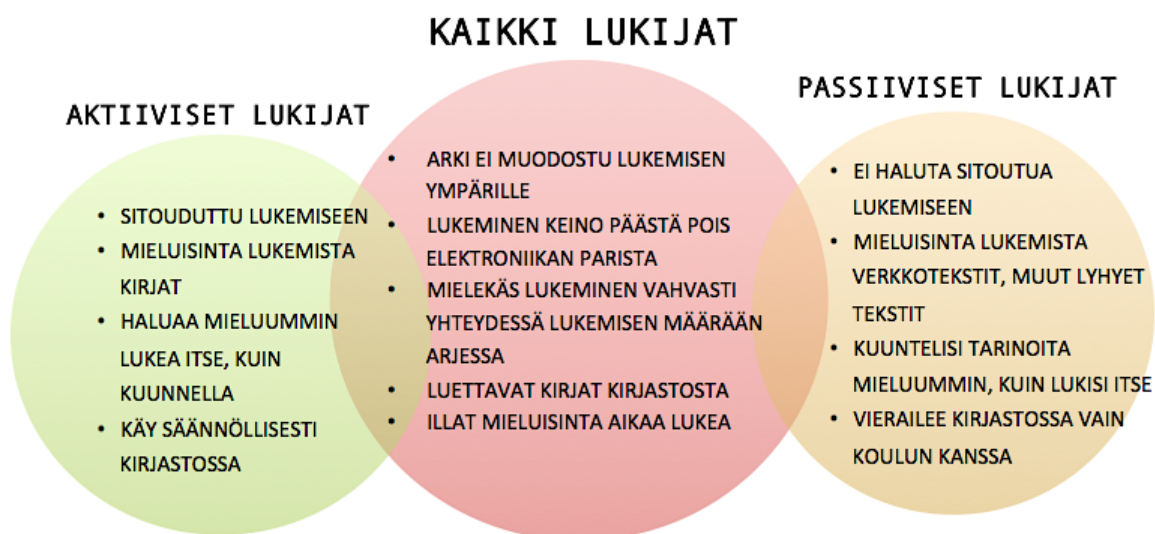 KAIKKI LUKIJAT
AKTIIVISET LUKIJAT
• SITOUDUTTU LUKEMISEEN
• MIELUISINTA LUKEMISTA
KIRJAT
• HALUAA MIELUUMMIN
LUKEA ITSE, KUIN
KUUNNELLA
• KÄY SÄÄNNÖLLISESTI
KIRJASTOSSA
• ARKI EI MUODOSTU LUKEMISEN
YMPÄRILLE
• LUKEMINEN KEINO PÄÄSTÄ POIS
ELEKTRONIIKAN PARISTA
• MIELEKÄS LUKEMINEN VAHVASTI
YHTEYDESSÄ LUKEMISEN MÄÄRÄÄN
ARJESSA
• LUETTAVAT KIRJAT KIRJASTOSTA
• ILLAT MIELUISINTA AIKAA LUKEA
PASSIIVISET LUKIJAT
• EI HALUTA SITOUTUA
LUKEMISEEN
• MIELUISINTA LUKEMISTA
VERKKOTEKSTIT, MUUT LYHYET
TEKSTIT
• KUUNTELISI TARINOITA
MIELUUMMIN, KUIN LUKISI ITSE
• VIERAILEE KIRJASTOSSA VAIN
KOULUN KANSSA